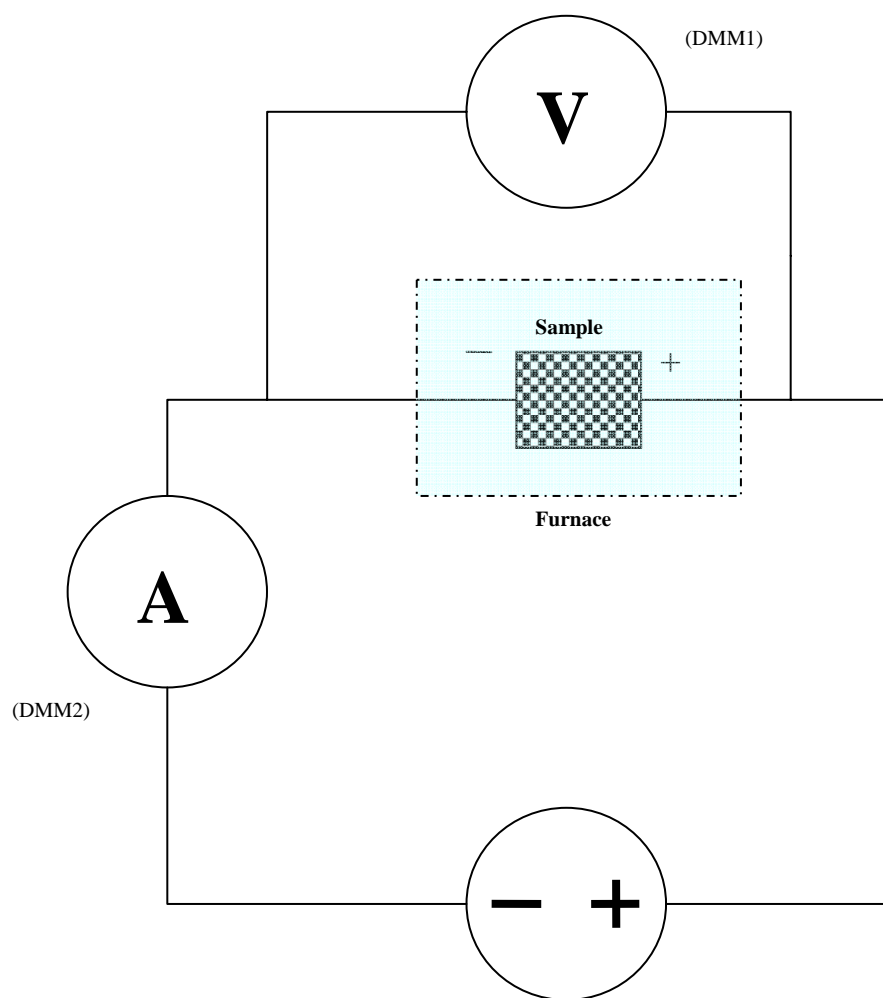 (DMM1)
V
Sample
− +
Furnace
A
(DMM2)
− +